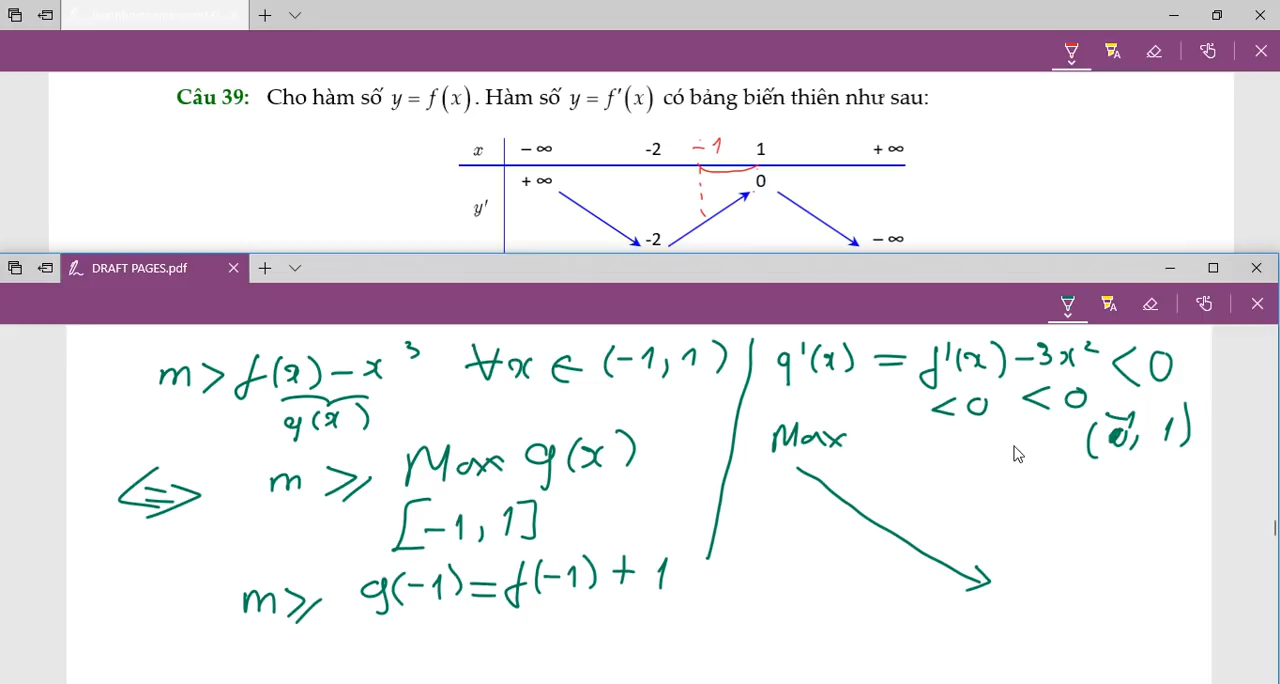 Câu 39: Cho hàm số y = f(x). Hàm số y = f'(x) có bảng biến thiên như sau:
x −∞ -2 -1 1 +∞
+∞ 0
y'
-2 −∞
DRAFT PAGES.pdf
m > f(x) − x³ ∀x ∈ (−1, 1)
g(x)
⇔ m ≥ Max g(x)
[−1, 1]
m ≥ g(−1) = f(−1) + 1
g'(x) = f'(x) − 3x² < 0
< 0 < 0
(−1, 1)
Max